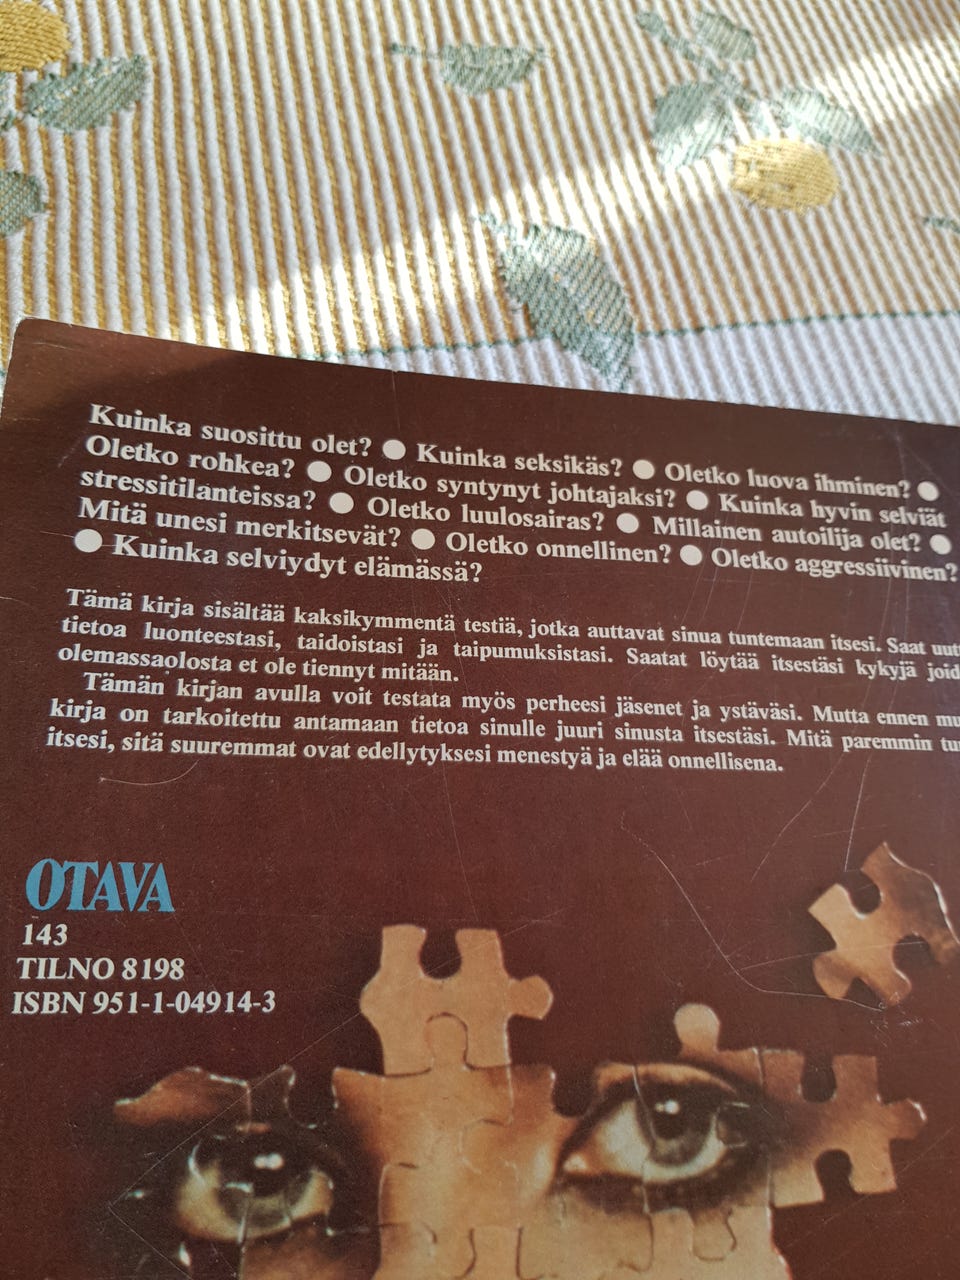 Kuinka suosittu olet? ● Kuinka seksikäs? ● Oletko luova ihminen? ●
Oletko rohkea? ● Oletko syntynyt johtajaksi? ● Kuinka hyvin selviät
stressitilanteissa? ● Oletko luulosairas? ● Millainen autoilija olet? ●
Mitä unesi merkitsevät? ● Oletko onnellinen? ● Oletko aggressiivinen?
● Kuinka selviydyt elämässä?
Tämä kirja sisältää kaksikymmentä testiä, jotka auttavat sinua tuntemaan itsesi. Saat
tietoa luonteestasi, taidoistasi ja taipumuksistasi. Saatat löytää itsestäsi kykyjä
olemassaolosta et ole tiennyt mitään.
Tämän kirjan avulla voit testata myös perheesi jäsenet ja ystäväsi. Mutta ennen
kirja on tarkoitettu antamaan tietoa sinulle juuri sinusta itsestäsi. Mitä paremmin
itsesi, sitä suuremmat ovat edellytyksesi menestyä ja elää onnellisena.
OTAVA
143
TILNO 8198
ISBN 951-1-04914-3